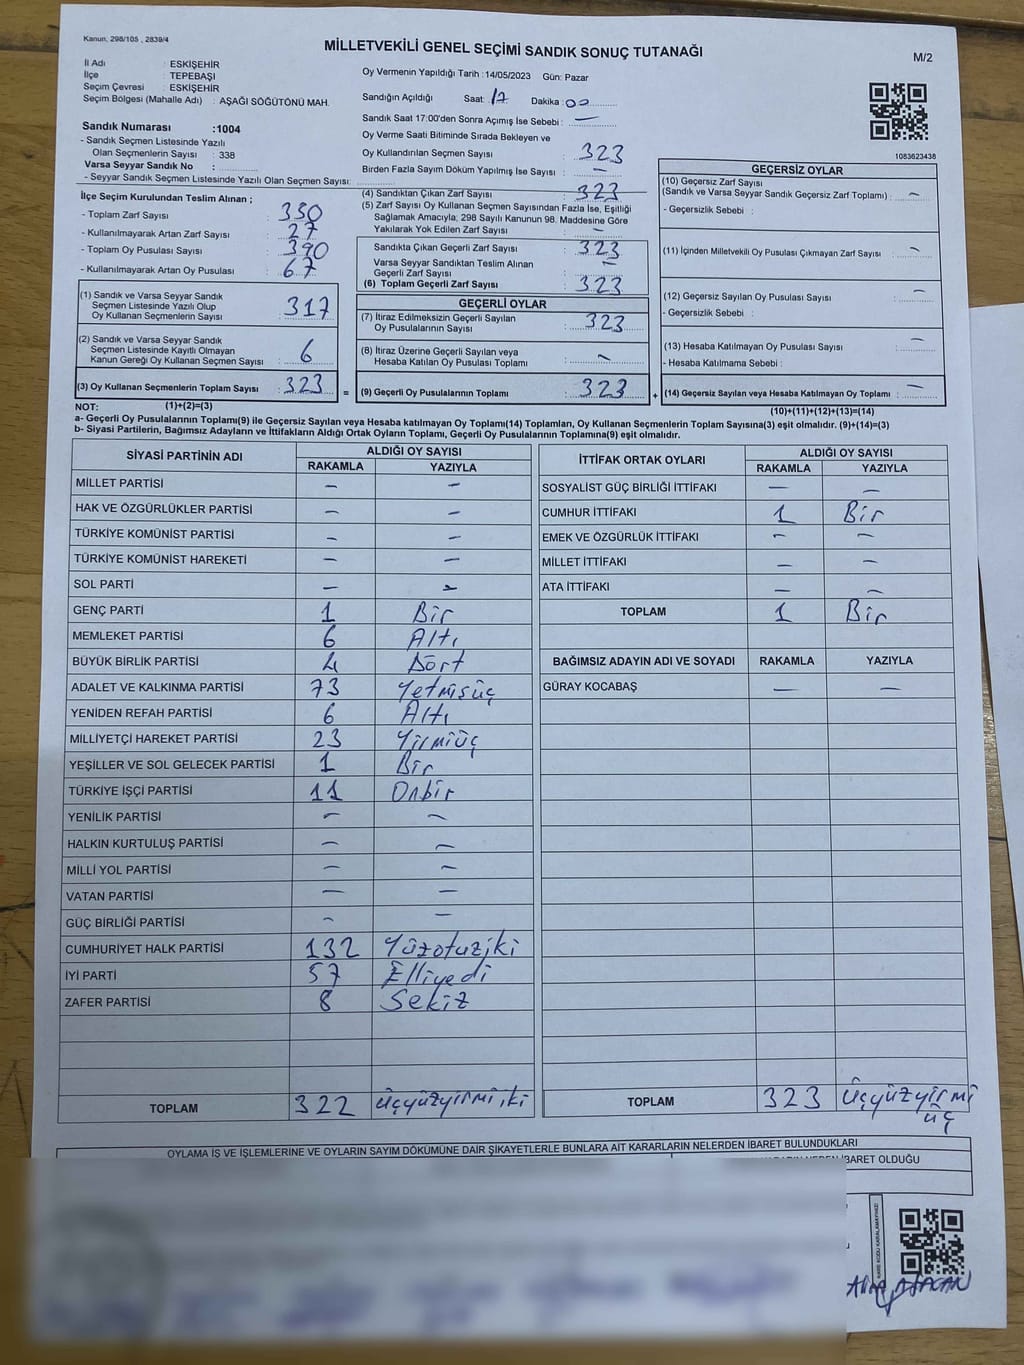 Kanun, 298/105 , 2839/4
MİLLETVEKİLİ GENEL SEÇİMİ SANDIK SONUÇ TUTANAĞI
M/2
İl Adı : ESKİŞEHİR
İlçe : TEPEBAŞI
Seçim Çevresi : ESKİŞEHİR
Seçim Bölgesi (Mahalle Adı) : AŞAĞI SÖĞÜTÖNÜ MAH.
Sandık Numarası :1004
- Sandık Seçmen Listesinde Yazılı
Olan Seçmenlerin Sayısı : 338
Varsa Seyyar Sandık No :
- Seyyar Sandık Seçmen Listesinde Yazılı Olan Seçmen Sayısı:
İlçe Seçim Kurulundan Teslim Alınan ;
- Toplam Zarf Sayısı : 350
- Kullanılmayarak Artan Zarf Sayısı : 27
- Toplam Oy Pusulası Sayısı : 390
- Kullanılmayarak Artan Oy Pusulası : 67
(1) Sandık ve Varsa Seyyar Sandık
Seçmen Listesinde Yazılı Olup
Oy Kullanan Seçmenlerin Sayısı : 317
(2) Sandık ve Varsa Seyyar Sandık
Seçmen Listesinde Kayıtlı Olmayan
Kanun Gereği Oy Kullanan Seçmen Sayısı : 6
(3) Oy Kullanan Seçmenlerin Toplam Sayısı : 323 =
Oy Vermenin Yapıldığı Tarih :14/05/2023 Gün: Pazar
Sandığın Açıldığı Saat: 17 Dakika : 00
Sandık Saat 17:00'den Sonra Açımış İse Sebebi : —
Oy Verme Saati Bitiminde Sırada Bekleyen ve
Oy Kullandırılan Seçmen Sayısı : 323
Birden Fazla Sayım Döküm Yapılmış İse Sayısı : —
(4) Sandıktan Çıkan Zarf Sayısı : 323
(5) Zarf Sayısı Oy Kullanan Seçmen Sayısından Fazla İse, Eşitliği
Sağlamak Amacıyla; 298 Sayılı Kanunun 98. Maddesine Göre
Yakılarak Yok Edilen Zarf Sayısı : —
Sandıkta Çıkan Geçerli Zarf Sayısı : 323
Varsa Seyyar Sandıktan Teslim Alınan
Geçerli Zarf Sayısı : —
(6) Toplam Geçerli Zarf Sayısı : 323
GEÇERLİ OYLAR
(7) İtiraz Edilmeksizin Geçerli Sayılan
Oy Pusulalarının Sayısı : 323
(8) İtiraz Üzerine Geçerli Sayılan veya
Hesaba Katılan Oy Pusulası Toplamı : —
(9) Geçerli Oy Pusulalarının Toplamı : 323 +
1083623438
GEÇERSİZ OYLAR
(10) Geçersiz Zarf Sayısı
(Sandık ve Varsa Seyyar Sandık Geçersiz Zarf Toplamı) : —
- Geçersizlik Sebebi :
(11) İçinden Milletvekili Oy Pusulası Çıkmayan Zarf Sayısı : —
(12) Geçersiz Sayılan Oy Pusulası Sayısı : —
- Geçersizlik Sebebi :
(13) Hesaba Katılmayan Oy Pusulası Sayısı : —
- Hesaba Katılmama Sebebi :
(14) Geçersiz Sayılan veya Hesaba Katılmayan Oy Toplamı : —
NOT: (1)+(2)=(3)
(10)+(11)+(12)+(13)=(14)
a- Geçerli Oy Pusulalarının Toplamı(9) ile Geçersiz Sayılan veya Hesaba katılmayan Oy Toplamı(14) Toplamları, Oy Kullanan Seçmenlerin Toplam Sayısına(3) eşit olmalıdır. (9)+(14)=(3)
b- Siyasi Partilerin, Bağımsız Adayların ve İttifakların Aldığı Ortak Oyların Toplamı, Geçerli Oy Pusulalarının Toplamına(9) eşit olmalıdır.
SİYASİ PARTİNİN ADI ALDIĞI OY SAYISI
RAKAMLA YAZIYLA
MİLLET PARTİSİ — —
HAK VE ÖZGÜRLÜKLER PARTİSİ — —
TÜRKİYE KOMÜNİST PARTİSİ — —
TÜRKİYE KOMÜNİST HAREKETİ — —
SOL PARTİ — —
GENÇ PARTİ 1 Bir
MEMLEKET PARTİSİ 6 Altı
BÜYÜK BİRLİK PARTİSİ 4 Dört
ADALET VE KALKINMA PARTİSİ 73 Yetmişüç
YENİDEN REFAH PARTİSİ 6 Altı
MİLLİYETÇİ HAREKET PARTİSİ 23 Yirmiüç
YEŞİLLER VE SOL GELECEK PARTİSİ 1 Bir
TÜRKİYE İŞÇİ PARTİSİ 11 Onbir
YENİLİK PARTİSİ — —
HALKIN KURTULUŞ PARTİSİ — —
MİLLİ YOL PARTİSİ — —
VATAN PARTİSİ — —
GÜÇ BİRLİĞİ PARTİSİ — —
CUMHURİYET HALK PARTİSİ 132 Yüzotuziki
İYİ PARTİ 57 Elliyedi
ZAFER PARTİSİ 8 Sekiz
TOPLAM 322 üçyüzyirmi iki
İTTİFAK ORTAK OYLARI ALDIĞI OY SAYISI
RAKAMLA YAZIYLA
SOSYALİST GÜÇ BİRLİĞİ İTTİFAKI — —
CUMHUR İTTİFAKI 1 Bir
EMEK VE ÖZGÜRLÜK İTTİFAKI — —
MİLLET İTTİFAKI — —
ATA İTTİFAKI — —
TOPLAM 1 Bir
BAĞIMSIZ ADAYIN ADI VE SOYADI RAKAMLA YAZIYLA
GÜRAY KOCABAŞ — —
TOPLAM 323 üçyüzyirmi
üç
OYLAMA İŞ VE İŞLEMLERİNE VE OYLARIN SAYIM DÖKÜMÜNE DAİR ŞİKAYETLERLE BUNLARA AİT KARARLARIN NELERDEN İBARET BULUNDUKLARI
İBARET OLDUĞU
KARE KODU KARALAMAYINIZ!